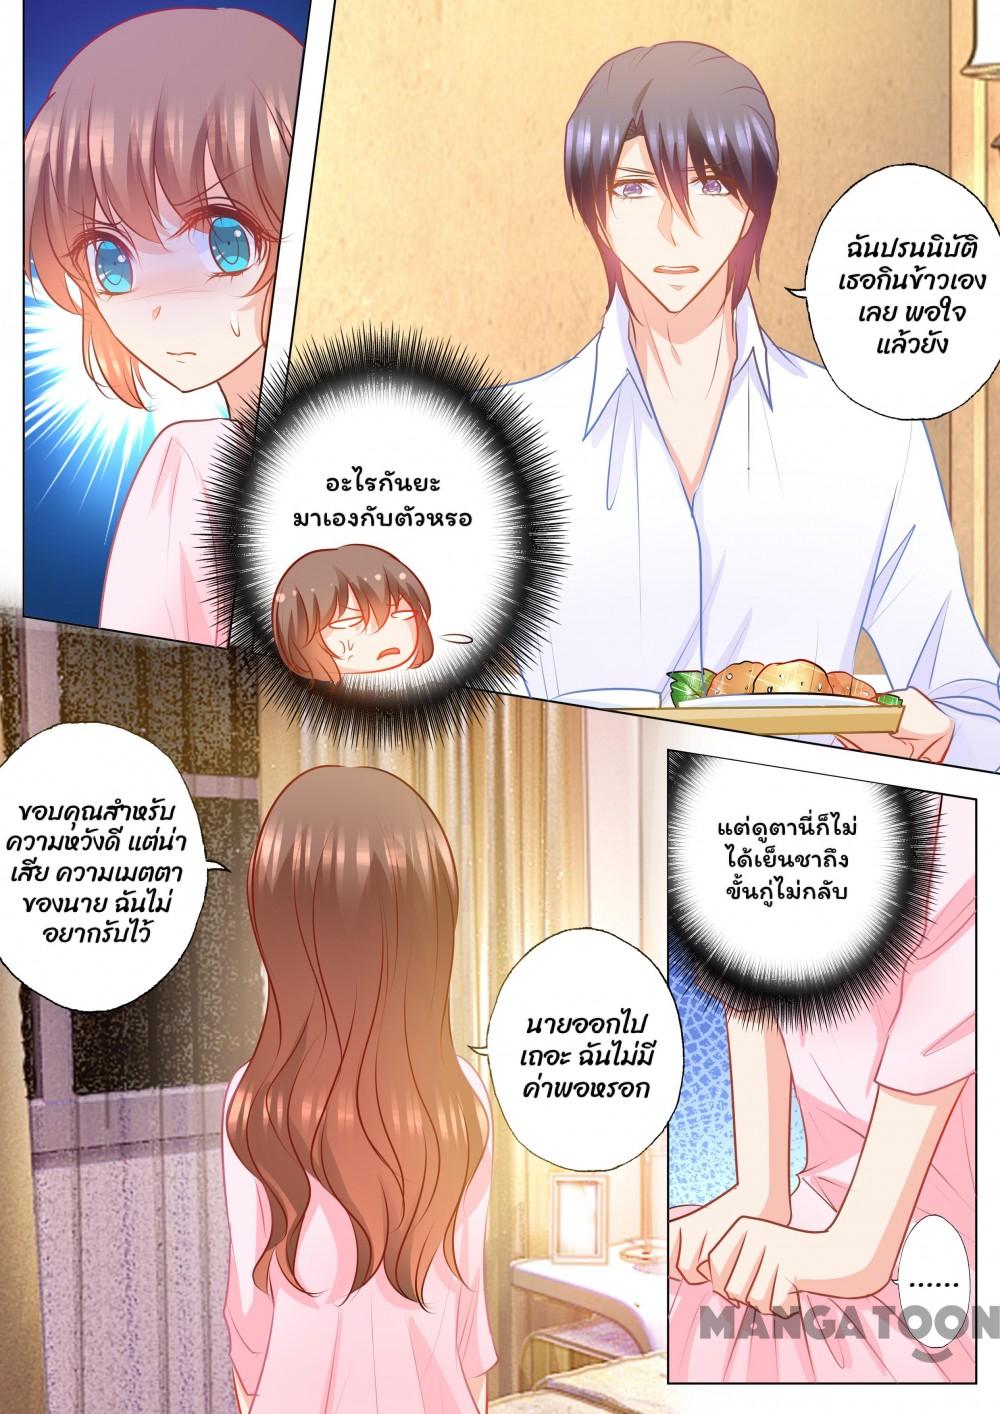 ฉันปรนนิบัติ
เธอกินข้าวเอง
เลย พอใจ
แล้วยัง
อะไรกันยะ
มาเองกับตัวหรอ
แต่ดูตานี่ก็ไม่
ได้เย็นชาถึง
ขั้นกู่ไม่กลับ
ขอบคุณสำหรับ
ความหวังดี แต่น่า
เสีย ความเมตตา
ของนาย ฉันไม่
อยากรับไว้
นายออกไป
เถอะ ฉันไม่มี
ค่าพอหรอก
......
MANGATOON